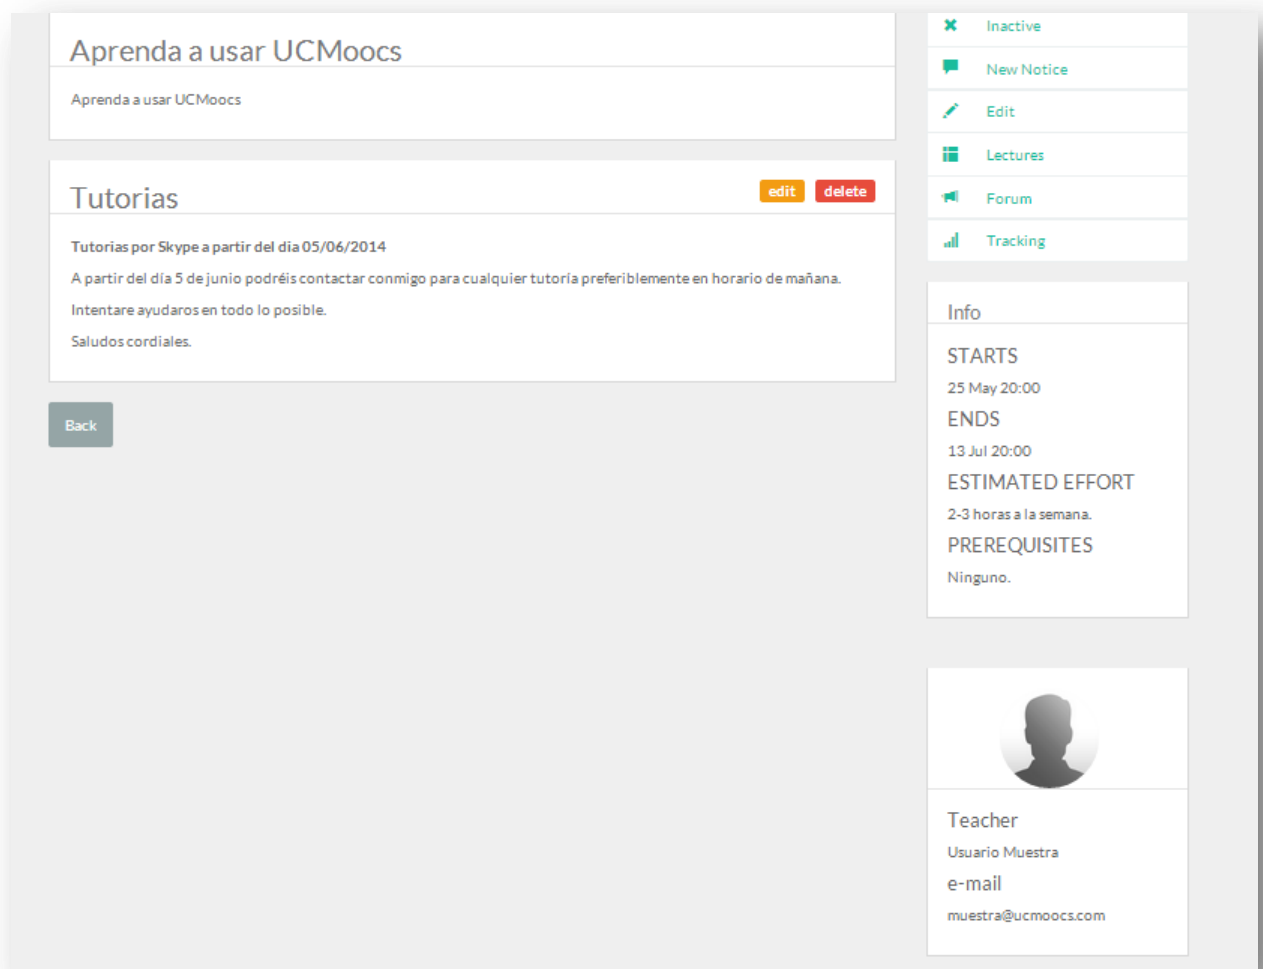 Aprenda a usar UCMoocs
Aprenda a usar UCMoocs
Tutorias
edit
delete
Tutorias por Skype a partir del dia 05/06/2014
A partir del día 5 de junio podréis contactar conmigo para cualquier tutoría preferiblemente en horario de mañana.
Intentare ayudaros en todo lo posible.
Saludos cordiales.
Back
Inactive
New Notice
Edit
Lectures
Forum
Tracking
Info
STARTS
25 May 20:00
ENDS
13 Jul 20:00
ESTIMATED EFFORT
2-3 horas a la semana.
PREREQUISITES
Ninguno.
Teacher
Usuario Muestra
e-mail
muestra@ucmoocs.com